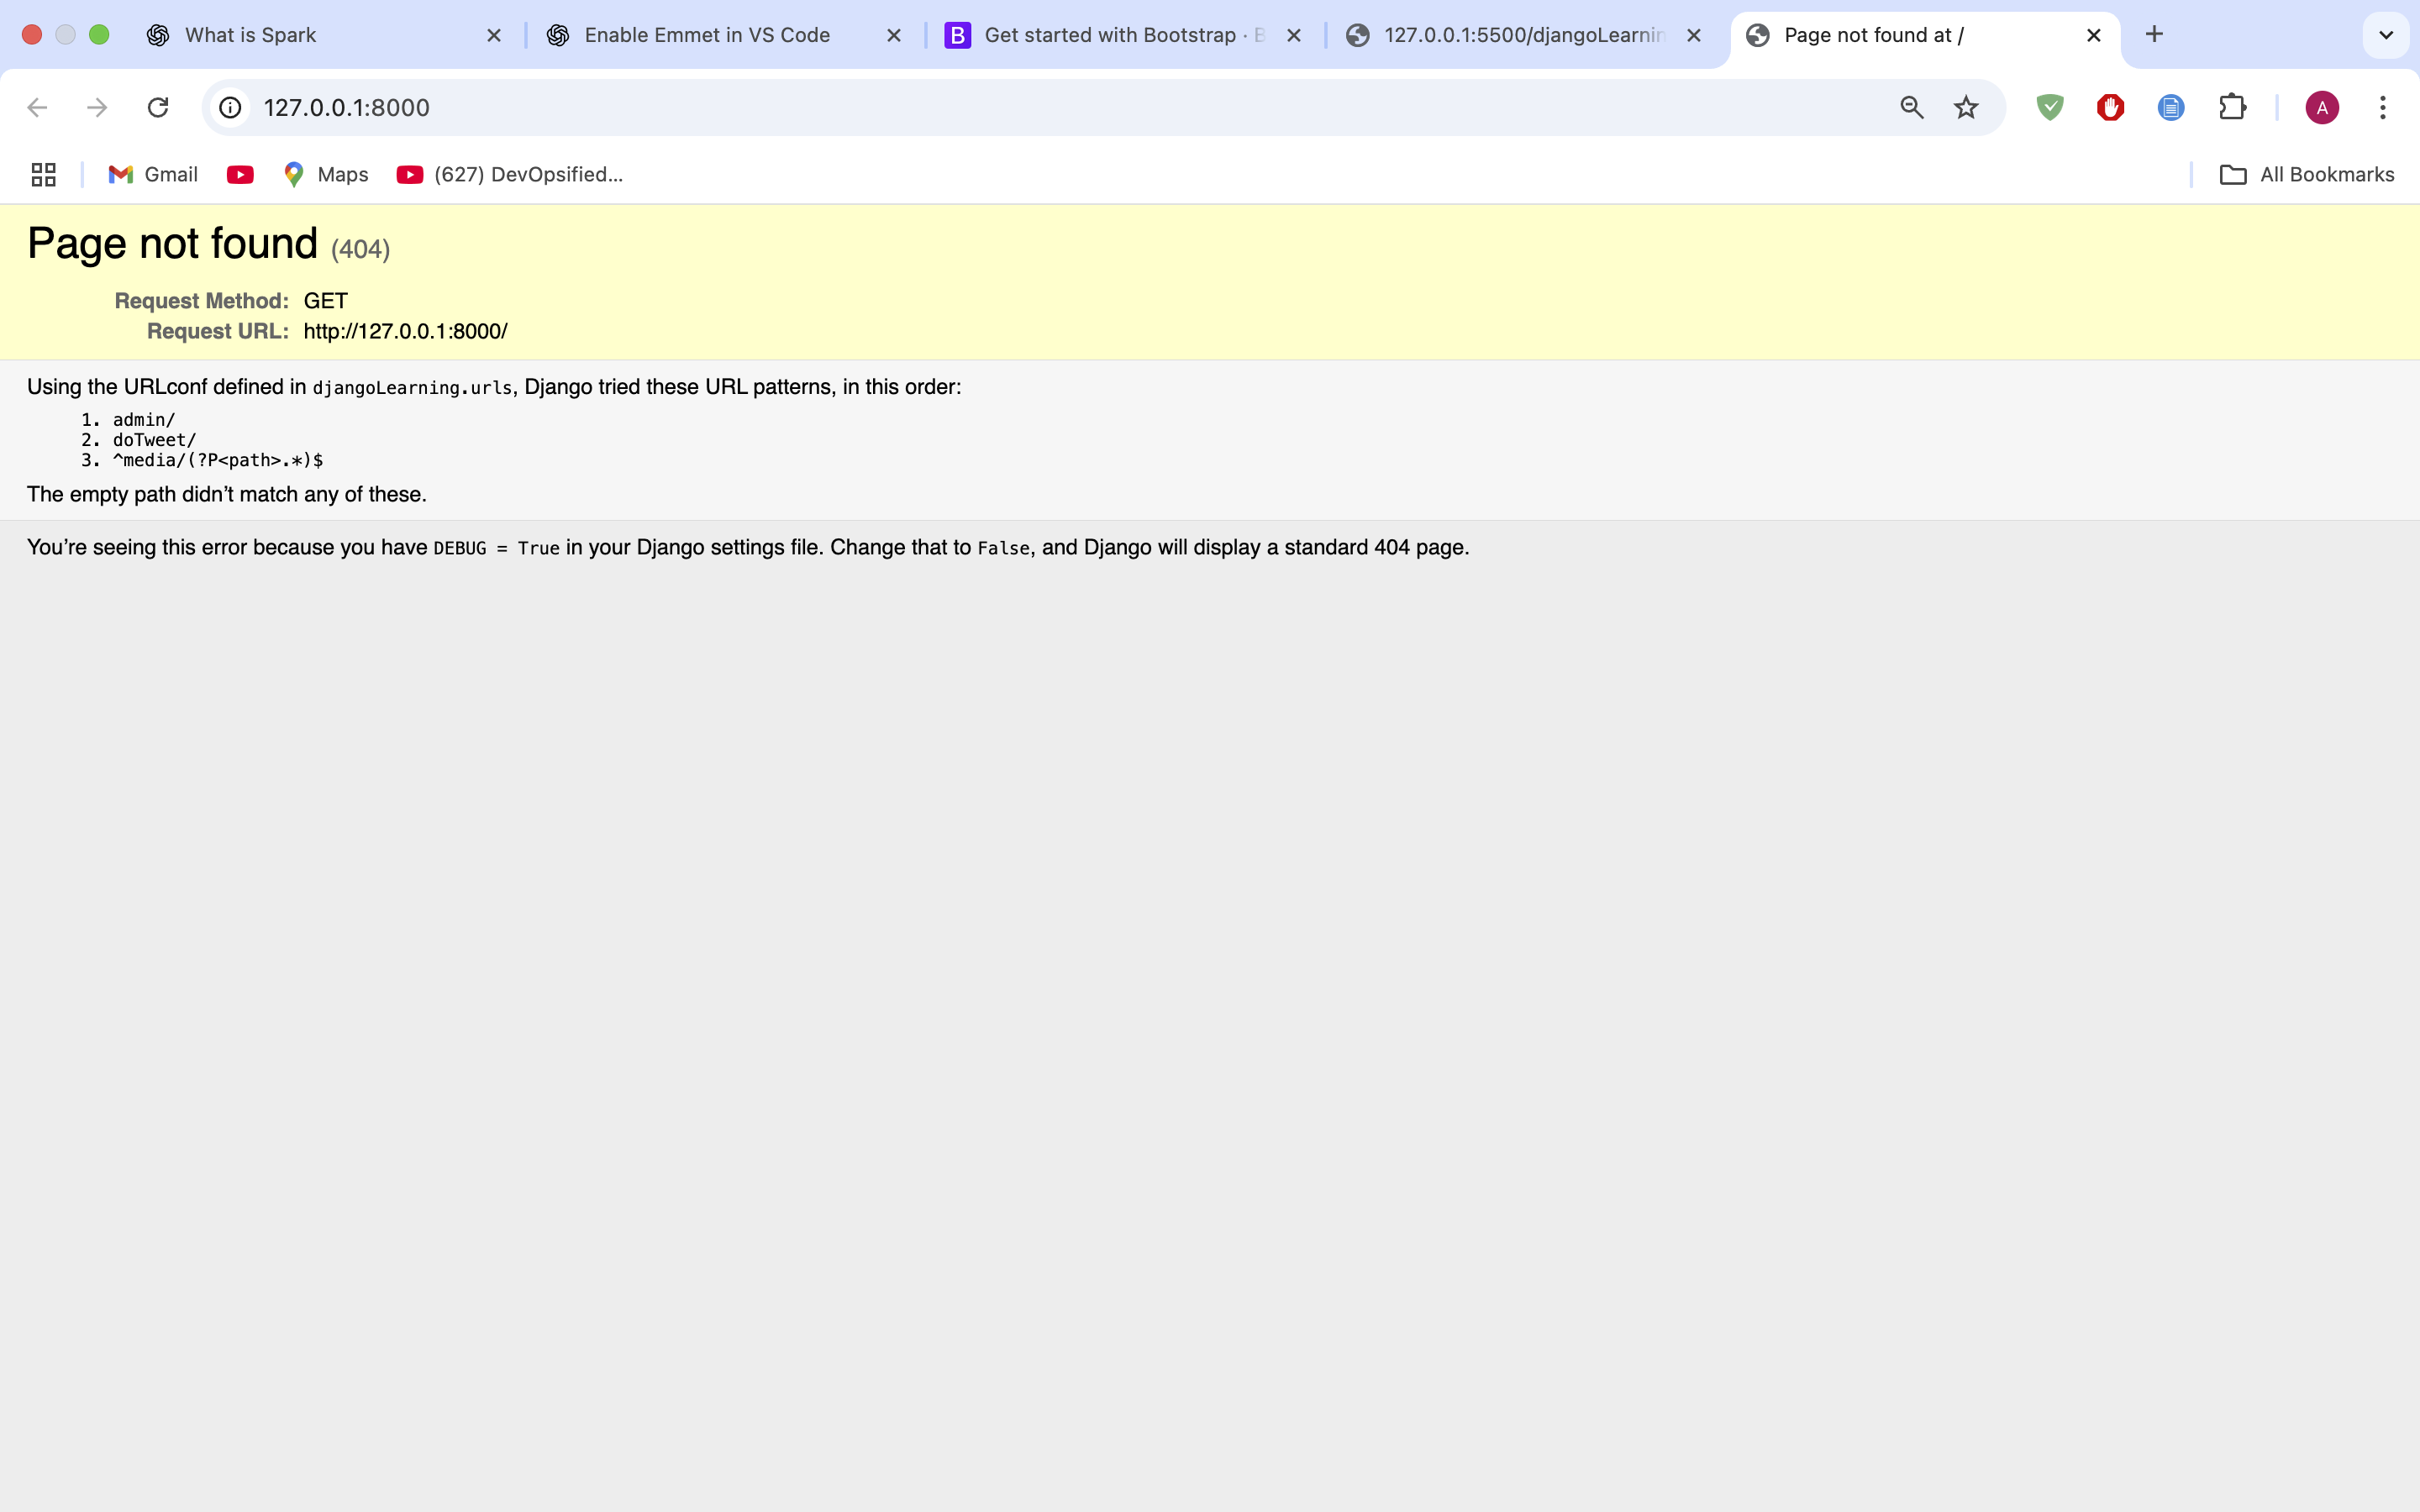 What is Spark
Enable Emmet in VS Code
B Get started with Bootstrap ·
127.0.0.1:5500/djangoLearnin
Page not found at /
127.0.0.1:8000
A
Gmail
Maps
(627) DevOpsified...
All Bookmarks
Page not found (404)
Request Method: GET
Request URL: http://127.0.0.1:8000/
Using the URLconf defined in djangoLearning.urls, Django tried these URL patterns, in this order:
1. admin/
2. doTweet/
3. ^media/(?P<path>.*)$
The empty path didn’t match any of these.
You’re seeing this error because you have DEBUG = True in your Django settings file. Change that to False, and Django will display a standard 404 page.